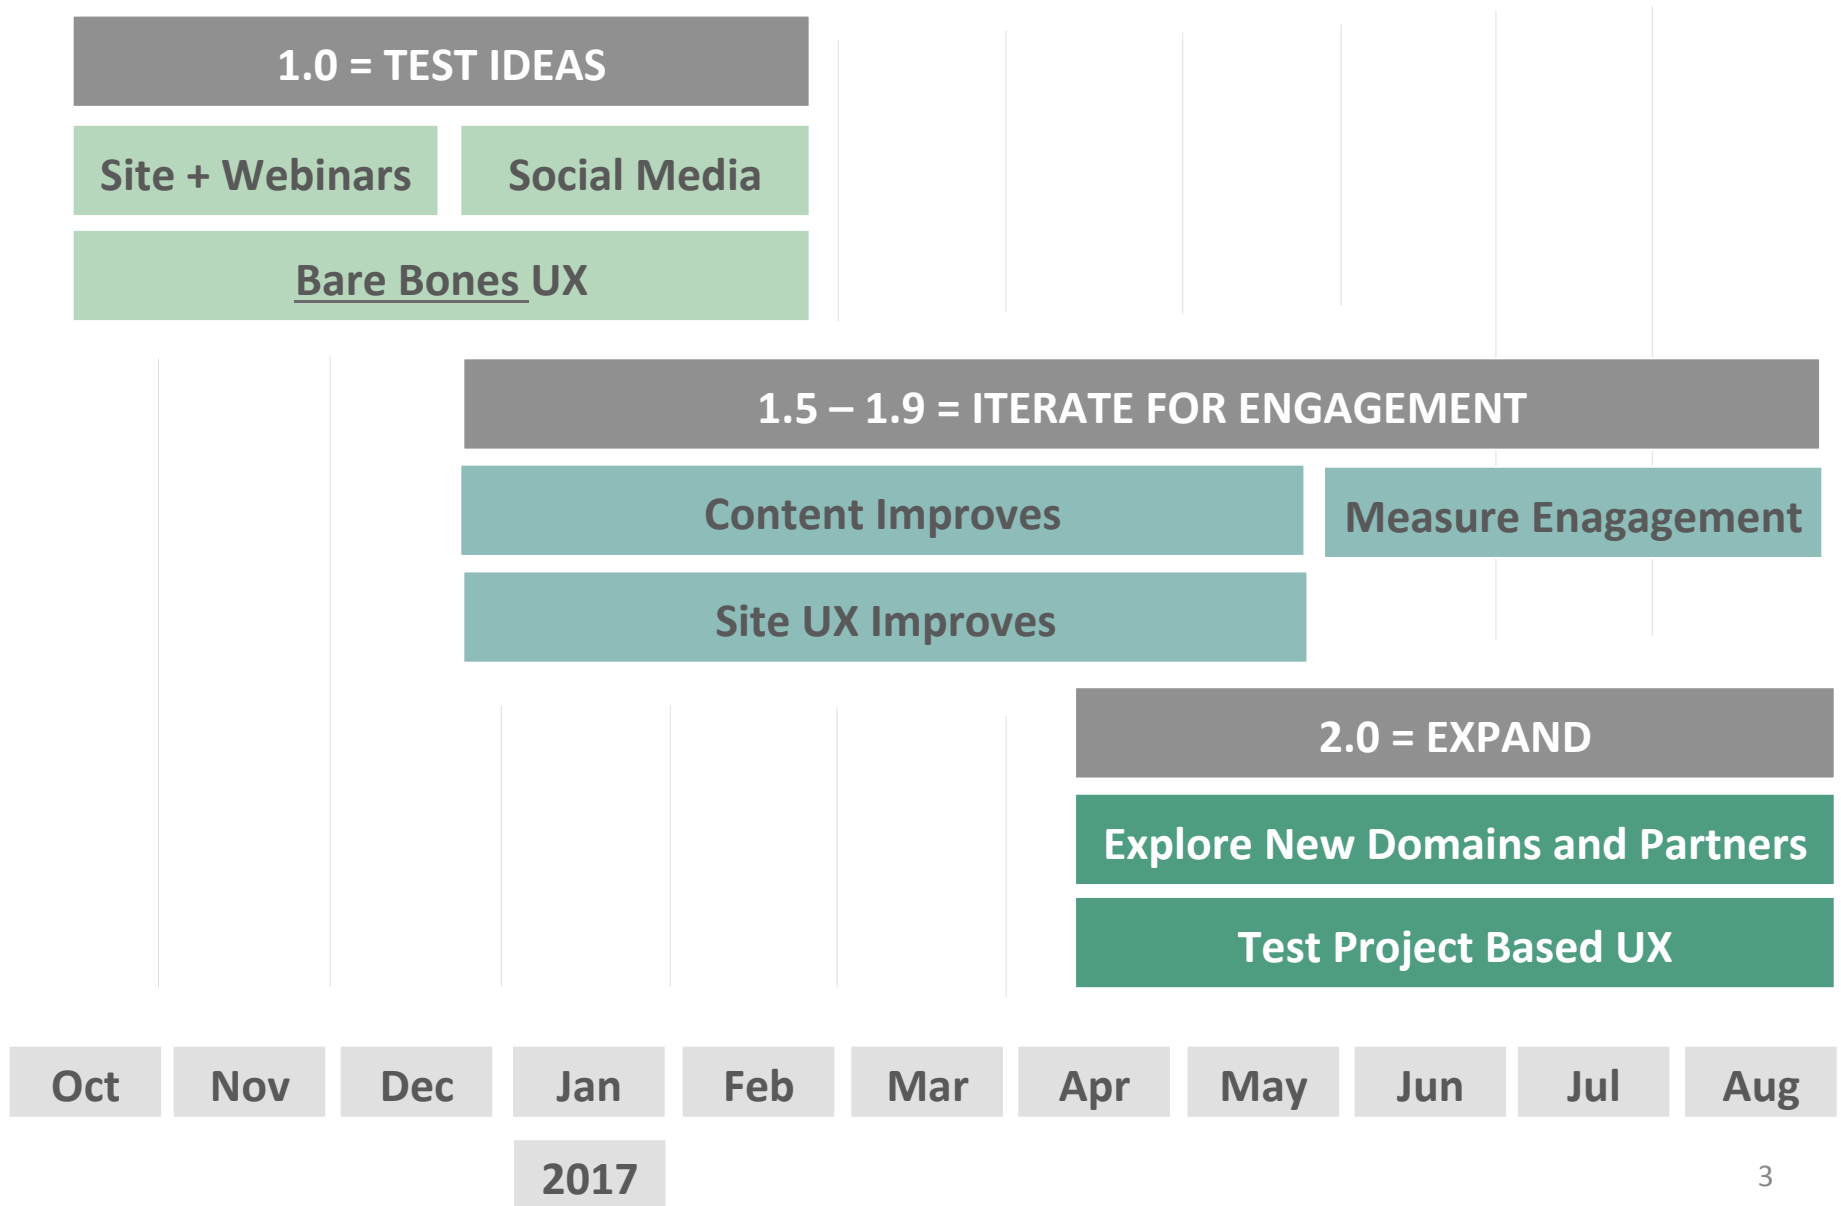 1.0 = TEST IDEAS
Site + Webinars
Social Media
Bare Bones UX
1.5 – 1.9 = ITERATE FOR ENGAGEMENT
Content Improves
Measure Enagagement
Site UX Improves
2.0 = EXPAND
Explore New Domains and Partners
Test Project Based UX
Oct
Nov
Dec
Jan
Feb
Mar
Apr
May
Jun
Jul
Aug
2017
3